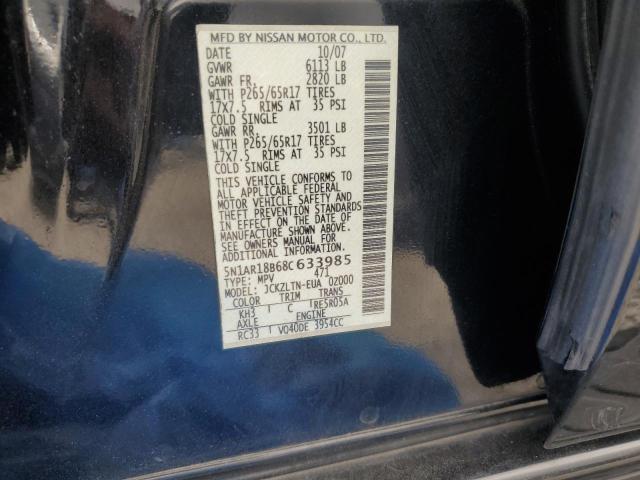 MFD BY NISSAN MOTOR CO., LTD.
DATE 10/07
GVWR 6113 LB
GAWR FR. 2820 LB
WITH P265/65R17 TIRES
17X7.5 RIMS AT 35 PSI
COLD SINGLE
GAWR RR. 3501 LB
WITH P265/65R17 TIRES
17X7.5 RIMS AT 35 PSI
COLD SINGLE
THIS VEHICLE CONFORMS TO
ALL APPLICABLE FEDERAL
MOTOR VEHICLE SAFETY AND
THEFT PREVENTION STANDARDS
IN EFFECT ON THE DATE OF
MANUFACTURE SHOWN ABOVE.
SEE OWNERS MANUAL FOR
5N1AR18B68C633985
TYPE: MPV 471
MODEL: JCKZLTN-EUA 0Z000
COLOR TRIM TRANS
KH3 C RE5R05A
AXLE ENGINE
RC33 VQ40DE 3954CC